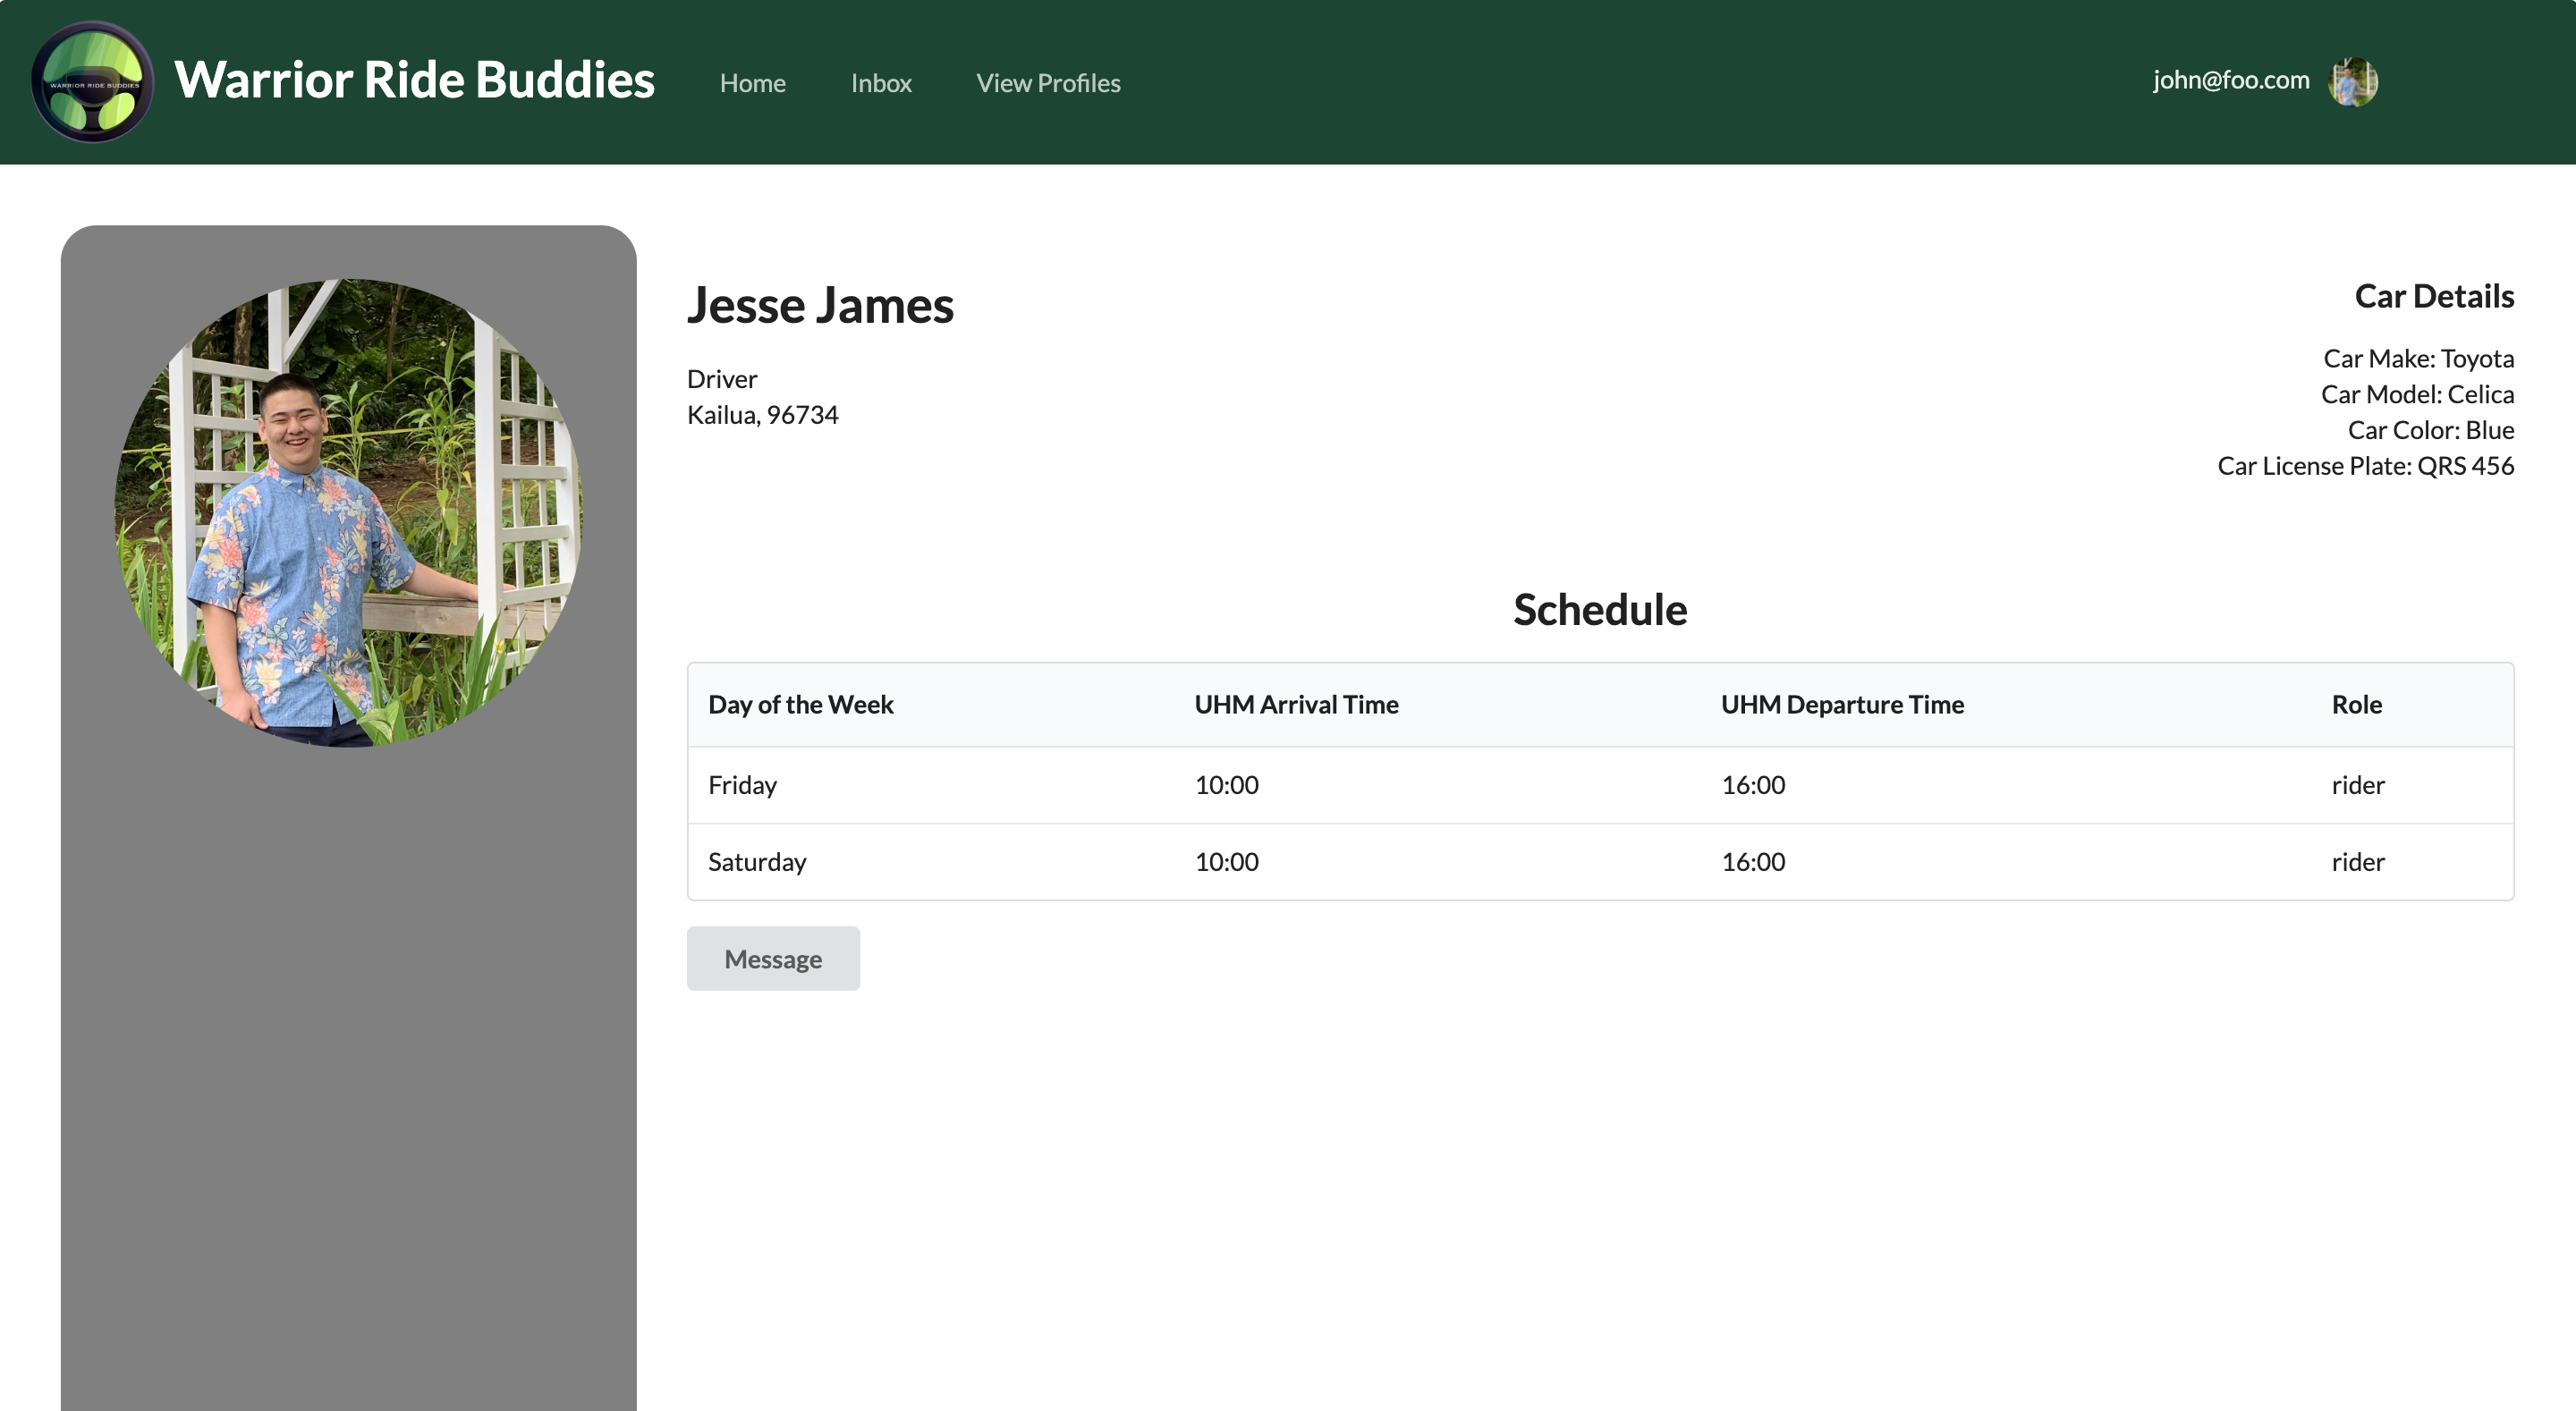 WARRIOR RIDE BUDDIES
Warrior Ride Buddies
Home
Inbox
View Profiles
john@foo.com
Jesse James
Driver
Kailua, 96734
Car Details
Car Make: Toyota
Car Model: Celica
Car Color: Blue
Car License Plate: QRS 456
Schedule
Day of the Week UHM Arrival Time UHM Departure Time Role
Friday 10:00 16:00 rider
Saturday 10:00 16:00 rider
Message